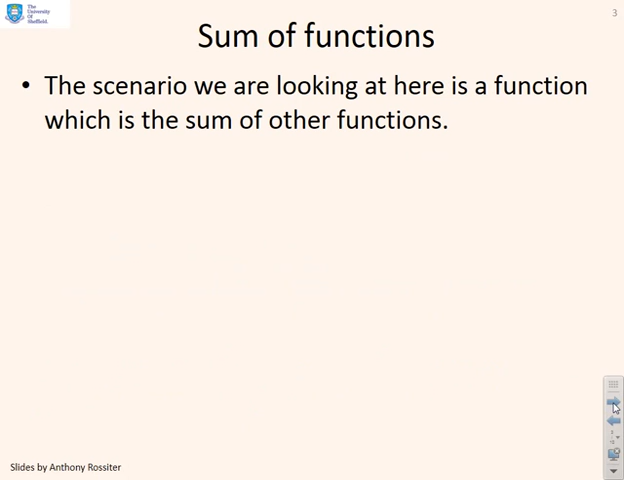 The
University
Of
Sheffield.
3
Sum of functions
• The scenario we are looking at here is a function
which is the sum of other functions.
Slides by Anthony Rossiter